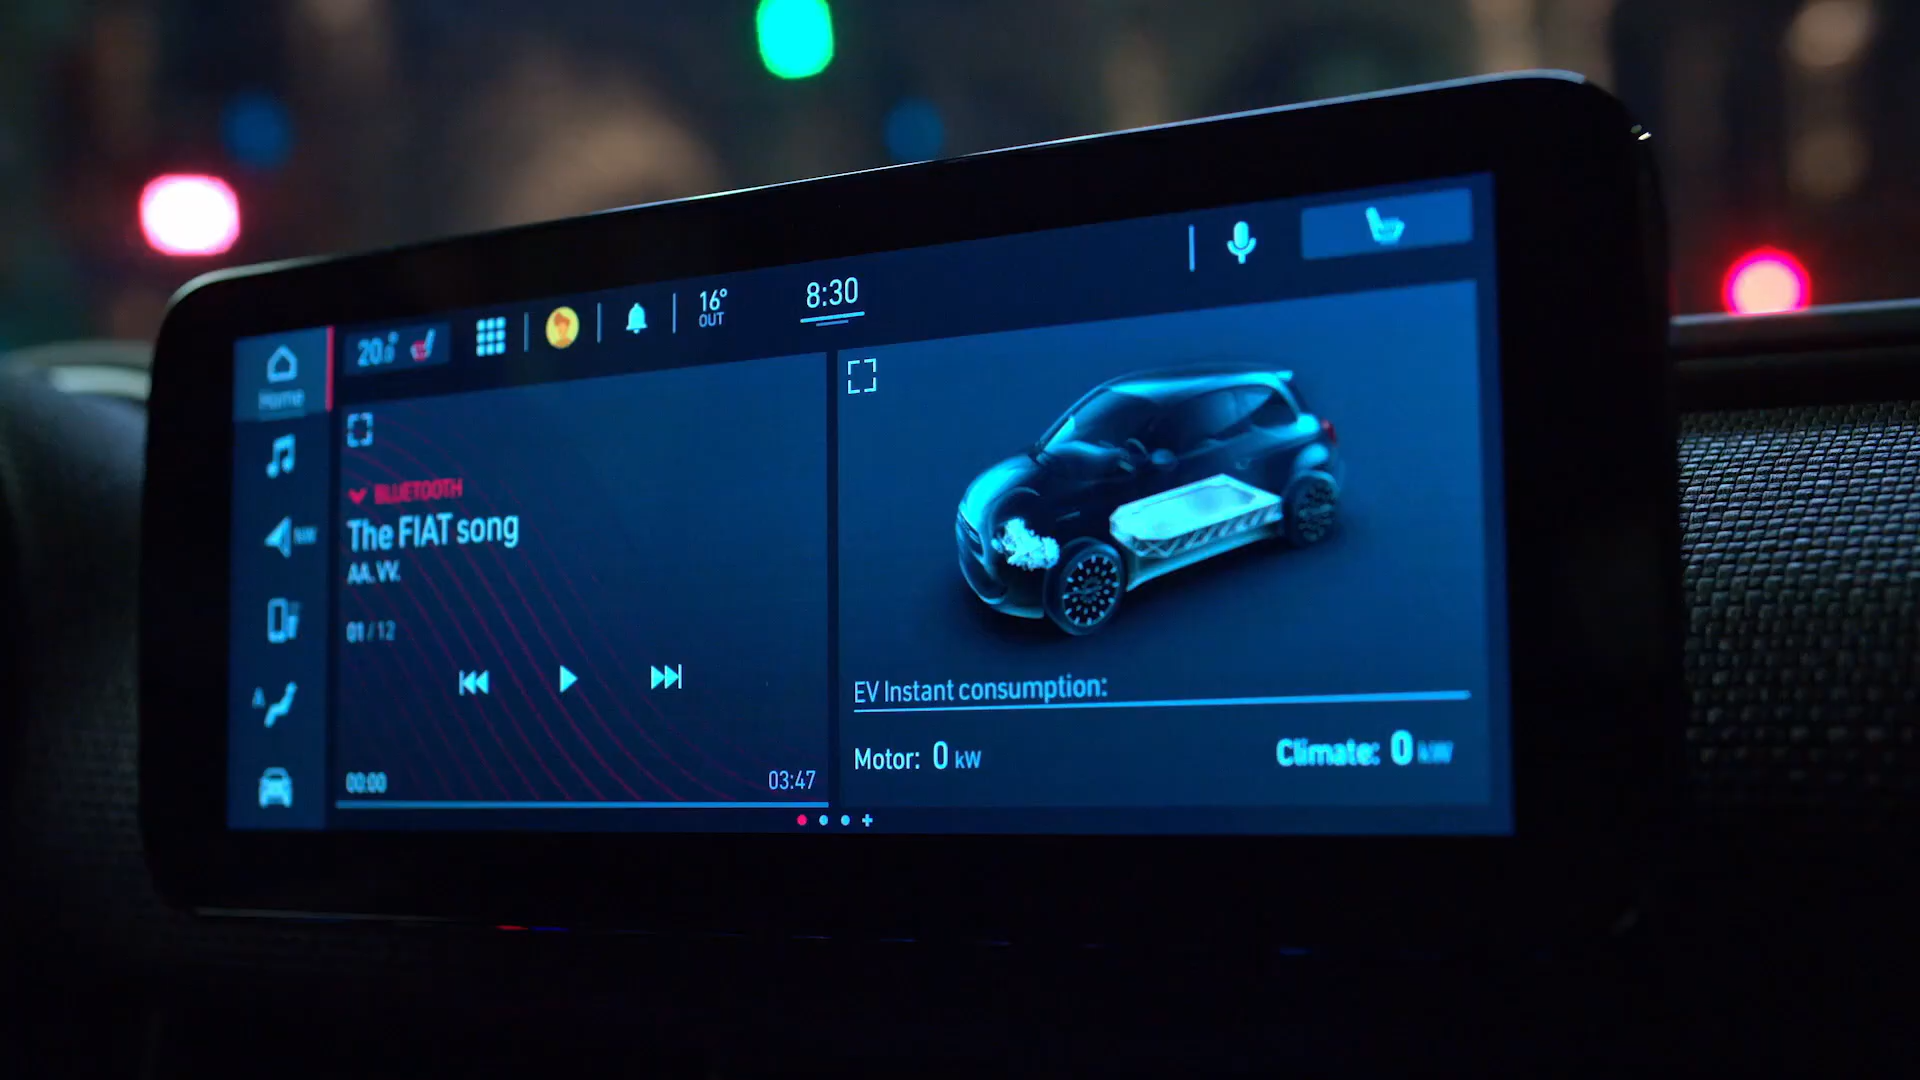 20.0°
16°
OUT
8:30
Home
BLUETOOTH
The FIAT song
AA.VV.
01 / 12
00:00
03:47
NAV
A
EV Instant consumption:
Motor: 0 kW
Climate: 0 kW